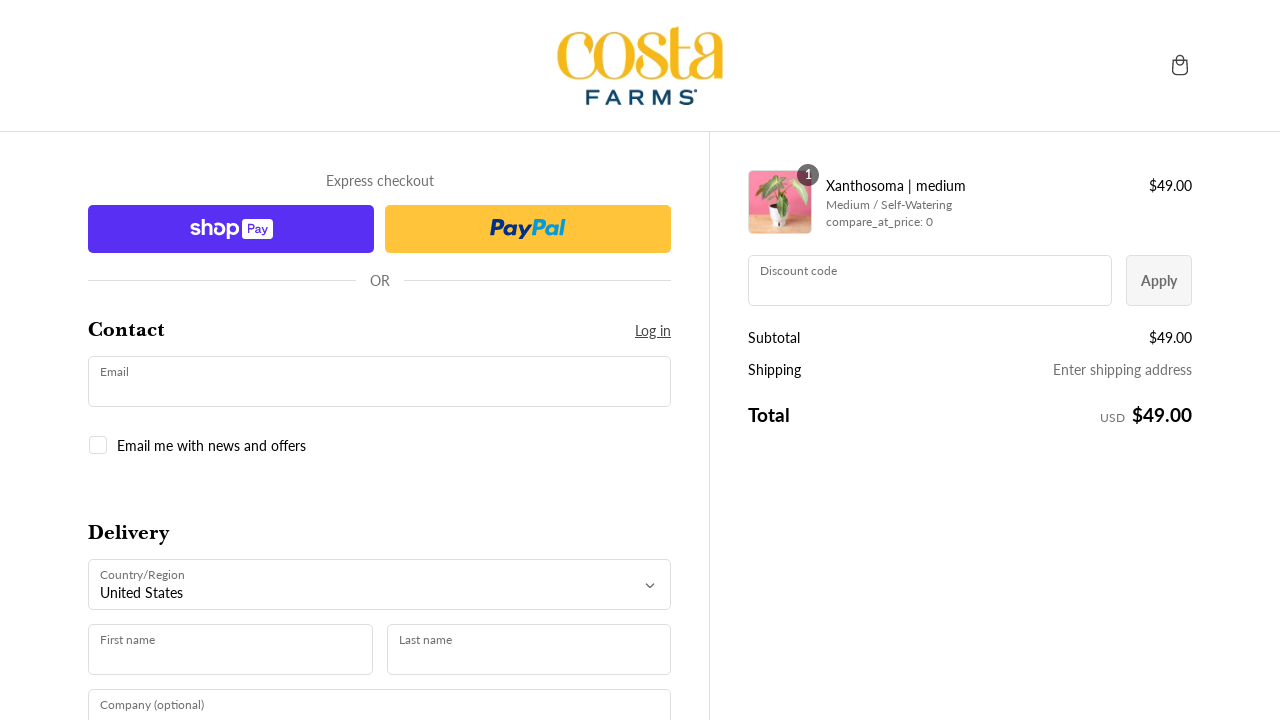 costa
FARMS
Express checkout
shop Pay
PayPal
OR
Contact
Log in
Email
Email me with news and offers
Delivery
Country/Region
United States
First name
Last name
Company (optional)
1
Xanthosoma | medium
$49.00
Medium / Self-Watering
compare_at_price: 0
Discount code
Apply
Subtotal
$49.00
Shipping
Enter shipping address
Total
USD $49.00